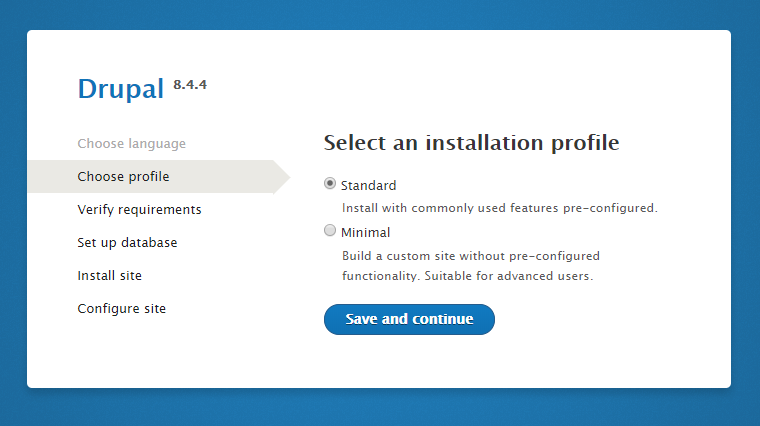 Drupal 8.4.4
Choose language
Choose profile
Verify requirements
Set up database
Install site
Configure site
Select an installation profile
Standard
Install with commonly used features pre-configured.
Minimal
Build a custom site without pre-configured
functionality. Suitable for advanced users.
Save and continue